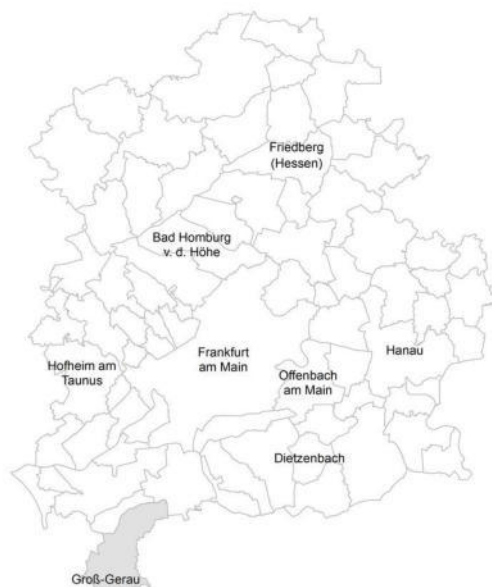 Friedberg
(Hessen)
Bad Homburg
v. d. Höhe
Hofheim am
Taunus
Frankfurt
am Main
Offenbach
am Main
Hanau
Dietzenbach
Groß-Gerau